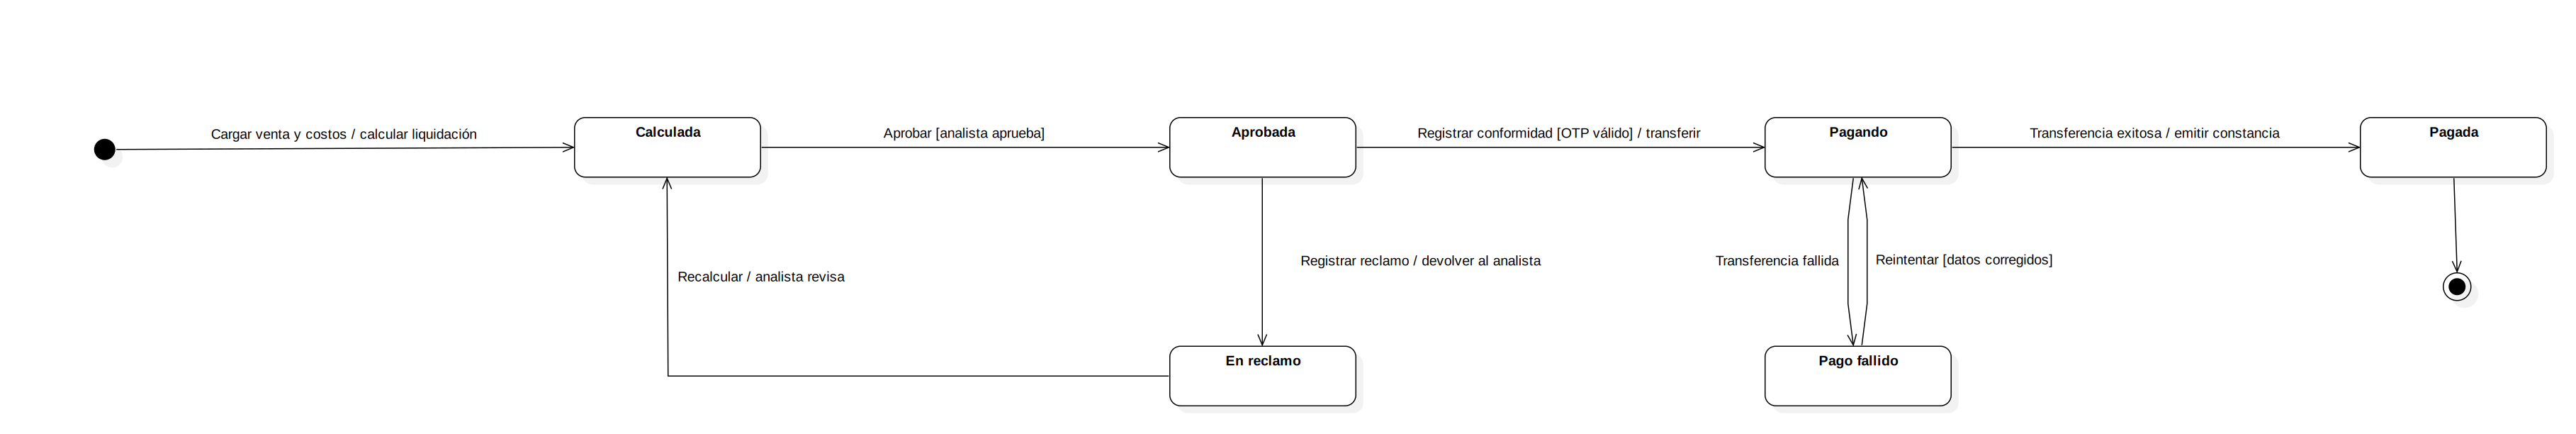 Cargar venta y costos / calcular liquidación
Calculada
Aprobar [analista aprueba]
Aprobada
Registrar conformidad [OTP válido] / transferir
Pagando
Transferencia exitosa / emitir constancia
Pagada
Recalcular / analista revisa
Registrar reclamo / devolver al analista
Transferencia fallida
Reintentar [datos corregidos]
En reclamo
Pago fallido